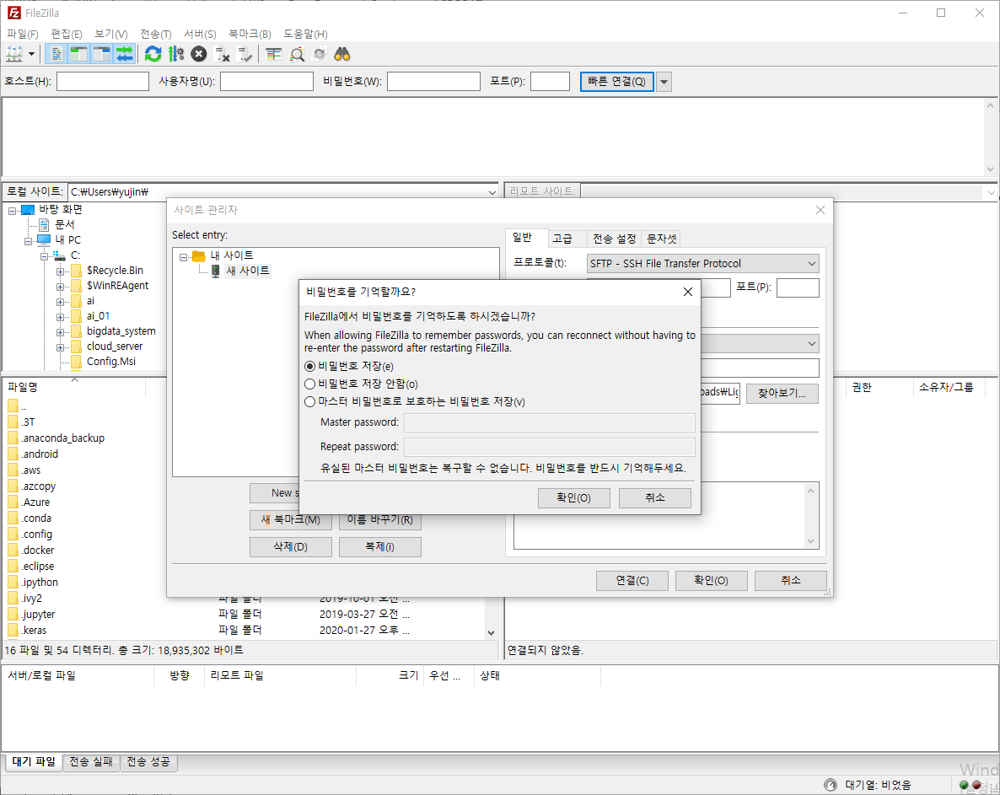 FileZilla
파일(F) 편집(E) 보기(V) 전송(T) 서버(S) 북마크(B) 도움말(H)
호스트(H): 사용자명(U): 비밀번호(W): 포트(P): 빠른 연결(Q)
로컬 사이트: C:₩Users₩yujin₩
리모트 사이트:
바탕 화면
문서
내 PC
C:
$Recycle.Bin
$WinREAgent
ai
ai_01
bigdata_system
cloud_server
Config.Msi
사이트 관리자
Select entry:
내 사이트
새 사이트
일반 고급 전송 설정 문자셋
프로토콜(t): SFTP - SSH File Transfer Protocol
포트(P):
찾아보기...
비밀번호를 기억할까요?
FileZilla에서 비밀번호를 기억하도록 하시겠습니까?
When allowing FileZilla to remember passwords, you can reconnect without having to
re-enter the password after restarting FileZilla.
비밀번호 저장(e)
비밀번호 저장 안함(o)
마스터 비밀번호로 보호하는 비밀번호 저장(v)
Master password:
Repeat password:
유실된 마스터 비밀번호는 복구할 수 없습니다. 비밀번호를 반드시 기억해두세요.
확인(O) 취소
New
새 북마크(M) 이름 바꾸기(R)
삭제(D) 복제(i)
연결(C) 확인(O) 취소
파일명 권한 소유자/그룹
..
.3T
.anaconda_backup
.android
.aws
.azcopy
.Azure
.conda
.config
.docker
.eclipse
.ipython
.ivy2 파일 폴더 2019-10-01 오전 ...
.jupyter 파일 폴더 2019-03-27 오전 ...
.keras 파일 폴더 2020-01-27 오후 ...
16 파일 및 54 디렉터리. 총 크기: 18,935,302 바이트
연결되지 않았음.
서버/로컬 파일 방향 리모트 파일 크기 우선 ... 상태
대기 파일 전송 실패 전송 성공
Wind
대기열: 비었음